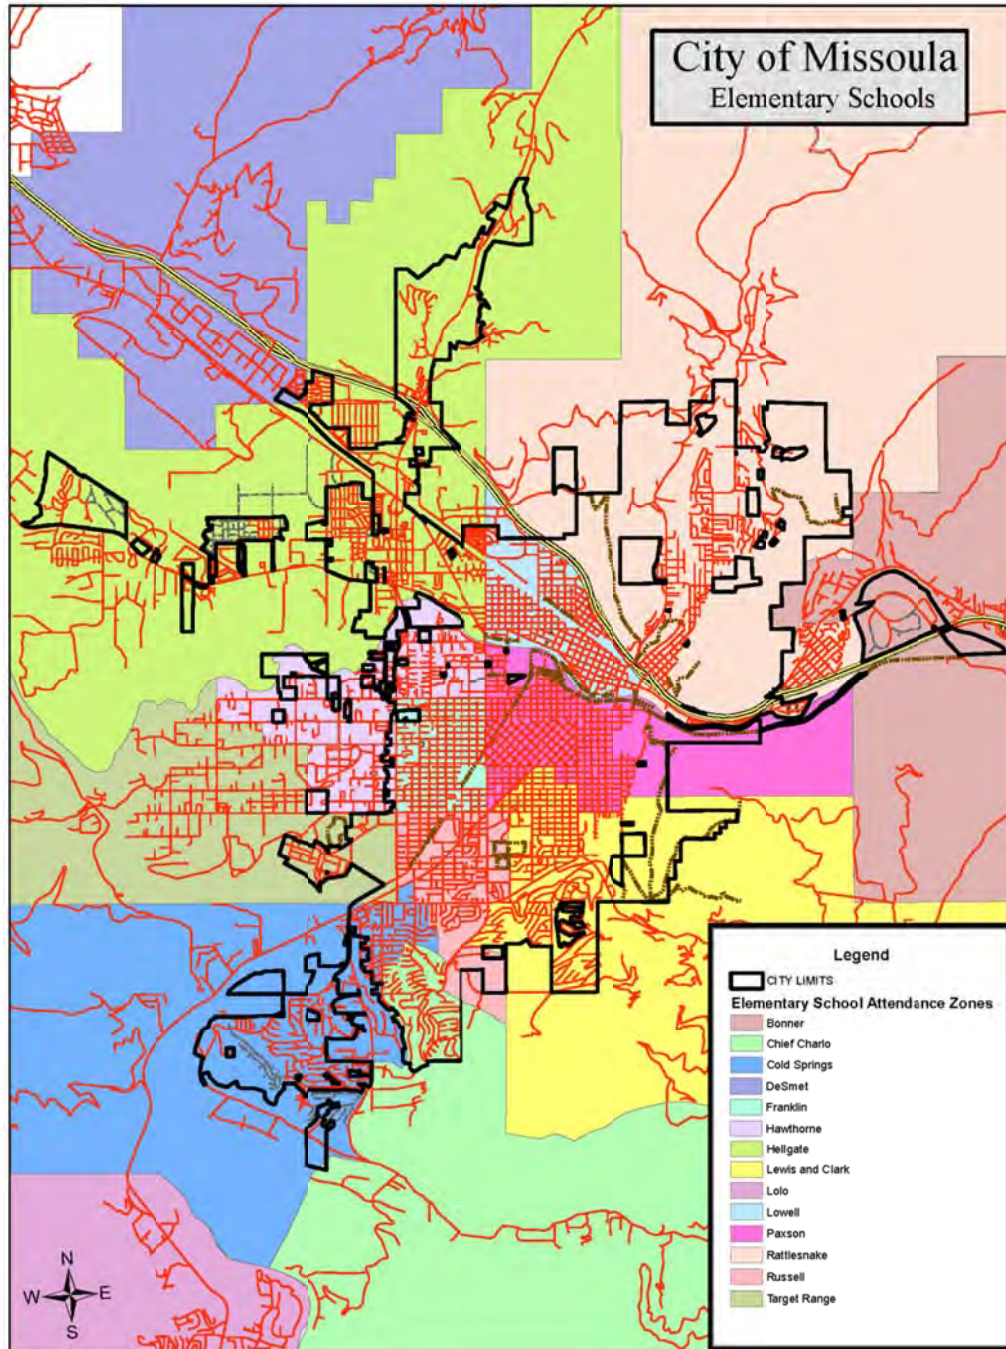 City of Missoula
Elementary Schools
Legend
CITY LIMITS
Elementary School Attendance Zones
Bonner
Chief Charlo
Cold Springs
DeSmet
Franklin
Hawthorne
Hellgate
Lewis and Clark
Lolo
Lowell
Paxson
Rattlesnake
Russell
Target Range
N
W E
S